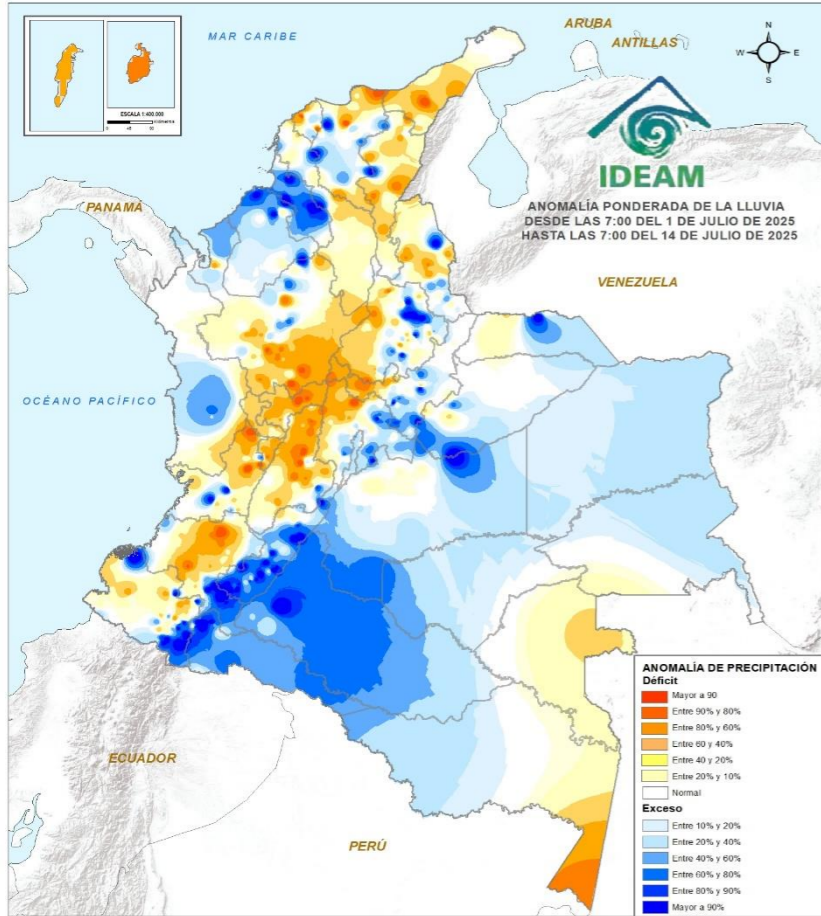 MAR CARIBE
ARUBA
ANTILLAS
N
W
E
S
ESCALA 1:400.000
IDEAM
ANOMALÍA PONDERADA DE LA LLUVIA
DESDE LAS 7:00 DEL 1 DE JULIO DE 2025
HASTA LAS 7:00 DEL 14 DE JULIO DE 2025
PANAMÁ
VENEZUELA
OCÉANO PACÍFICO
ECUADOR
PERÚ
ANOMALÍA DE PRECIPITACIÓN
Déficit
Mayor a 90
Entre 90% y 80%
Entre 80% y 60%
Entre 60 y 40%
Entre 40 y 20%
Entre 20% y 10%
Normal
Exceso
Entre 10% y 20%
Entre 20% y 40%
Entre 40% y 60%
Entre 60% y 80%
Entre 80% y 90%
Mayor a 90%